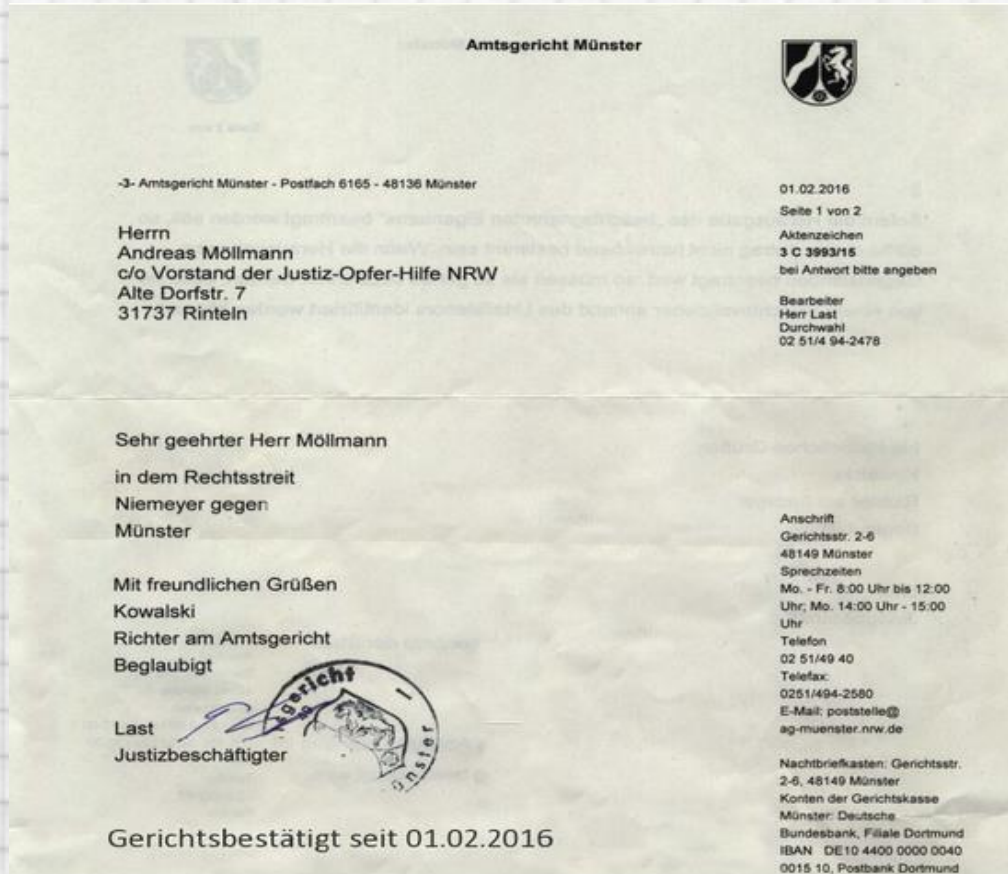 Amtsgericht Münster
-3- Amtsgericht Münster - Postfach 6165 - 48136 Münster
Herrn
Andreas Möllmann
c/o Vorstand der Justiz-Opfer-Hilfe NRW
Alte Dorfstr. 7
31737 Rinteln
01.02.2016
Seite 1 von 2
Aktenzeichen
3 C 3993/15
bei Antwort bitte angeben
Bearbeiter
Herr Last
Durchwahl
02 51/4 94-2478
Sehr geehrter Herr Möllmann
in dem Rechtsstreit
Niemeyer gegen
Münster
Mit freundlichen Grüßen
Kowalski
Richter am Amtsgericht
Beglaubigt
Last
Justizbeschäftigter
Gerichtsbestätigt seit 01.02.2016
Anschrift
Gerichtsstr. 2-6
48149 Münster
Sprechzeiten
Mo. - Fr. 8:00 Uhr bis 12:00
Uhr; Mo. 14:00 Uhr - 15:00
Uhr
Telefon
02 51/49 40
Telefax:
0251/494-2580
E-Mail: poststelle@
ag-muenster.nrw.de
Nachtbriefkasten: Gerichtsstr.
2-6, 48149 Münster
Konten der Gerichtskasse
Münster: Deutsche
Bundesbank, Filiale Dortmund
IBAN DE10 4400 0000 0040
0015 10, Postbank Dortmund